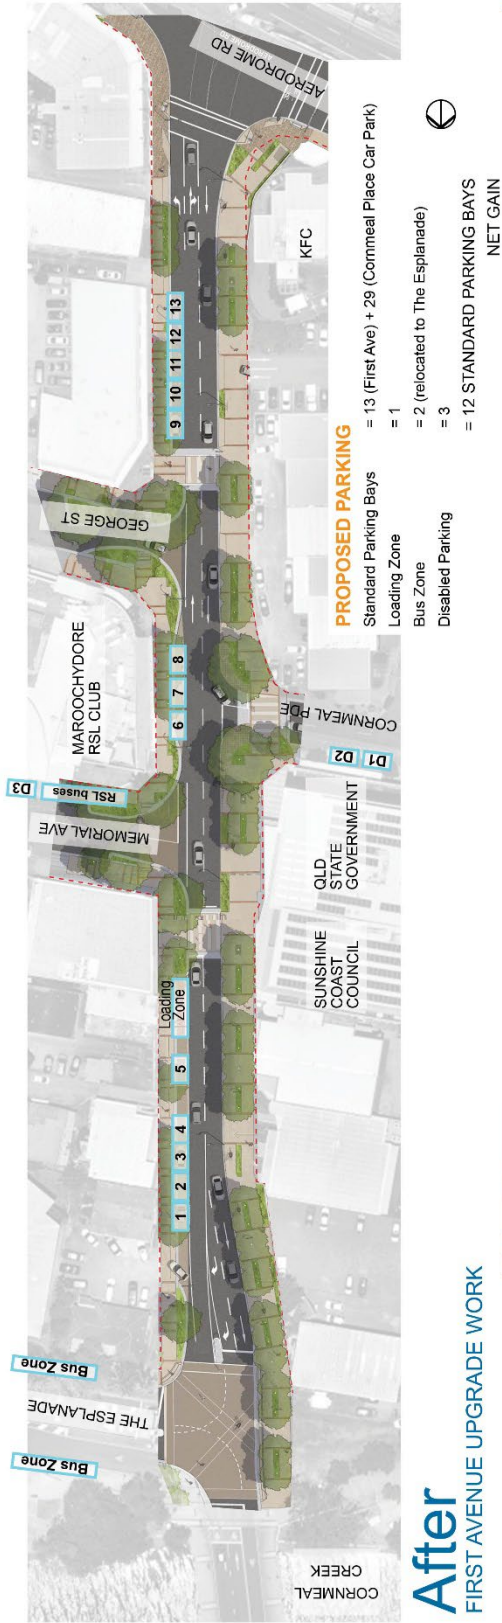 Bus Zone
THE ESPLANADE
Bus Zone
CORNMEAL
CREEK
1
2
3
4
5
Loading
Zone
MEMORIAL AVE
RSL buses
D3
MAROOCHYDORE
RSL CLUB
6
7
8
GEORGE ST
9
10
11
12
13
AERODROME RD
KFC
SUNSHINE
COAST
COUNCIL
QLD
STATE
GOVERNMENT
D1
D2
CORNMEAL PDE
PROPOSED PARKING
Standard Parking Bays = 13 (First Ave) + 29 (Cornmeal Place Car Park)
Loading Zone = 1
Bus Zone = 2 (relocated to The Esplanade)
Disabled Parking = 3
= 12 STANDARD PARKING BAYS
NET GAIN
After
FIRST AVENUE UPGRADE WORK